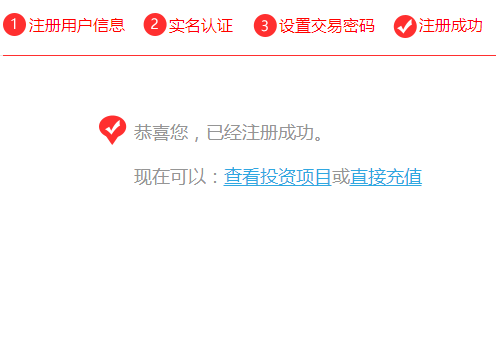 1 注册用户信息 2 实名认证 3 设置交易密码 注册成功
恭喜您，已经注册成功。
现在可以：查看投资项目或直接充值